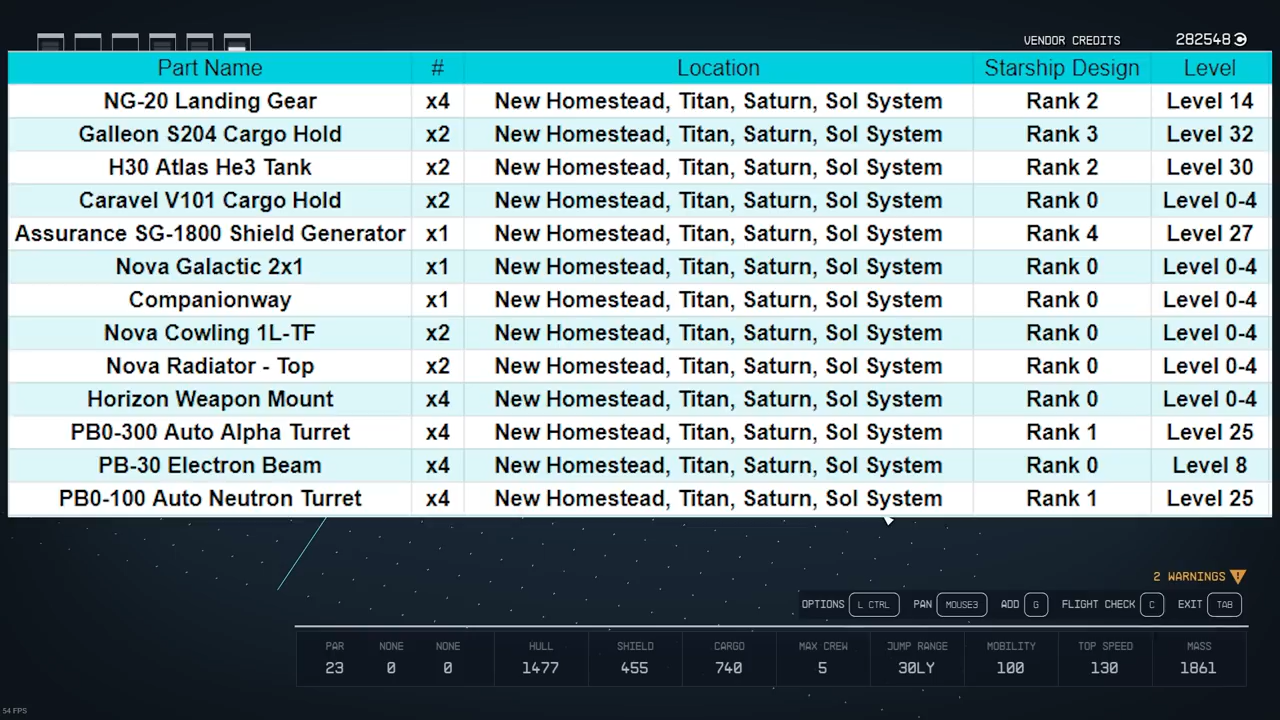 VENDOR CREDITS 282548
Part Name # Location Starship Design Level
NG-20 Landing Gear x4 New Homestead, Titan, Saturn, Sol System Rank 2 Level 14
Galleon S204 Cargo Hold x2 New Homestead, Titan, Saturn, Sol System Rank 3 Level 32
H30 Atlas He3 Tank x2 New Homestead, Titan, Saturn, Sol System Rank 2 Level 30
Caravel V101 Cargo Hold x2 New Homestead, Titan, Saturn, Sol System Rank 0 Level 0-4
Assurance SG-1800 Shield Generator x1 New Homestead, Titan, Saturn, Sol System Rank 4 Level 27
Nova Galactic 2x1 x1 New Homestead, Titan, Saturn, Sol System Rank 0 Level 0-4
Companionway x1 New Homestead, Titan, Saturn, Sol System Rank 0 Level 0-4
Nova Cowling 1L-TF x2 New Homestead, Titan, Saturn, Sol System Rank 0 Level 0-4
Nova Radiator - Top x2 New Homestead, Titan, Saturn, Sol System Rank 0 Level 0-4
Horizon Weapon Mount x4 New Homestead, Titan, Saturn, Sol System Rank 0 Level 0-4
PB0-300 Auto Alpha Turret x4 New Homestead, Titan, Saturn, Sol System Rank 1 Level 25
PB-30 Electron Beam x4 New Homestead, Titan, Saturn, Sol System Rank 0 Level 8
PB0-100 Auto Neutron Turret x4 New Homestead, Titan, Saturn, Sol System Rank 1 Level 25
2 WARNINGS
OPTIONS L CTRL PAN MOUSE3 ADD G FLIGHT CHECK C EXIT TAB
PAR NONE NONE HULL SHIELD CARGO MAX CREW JUMP RANGE MOBILITY TOP SPEED MASS
23 0 0 1477 455 740 5 30LY 100 130 1861
54 FPS